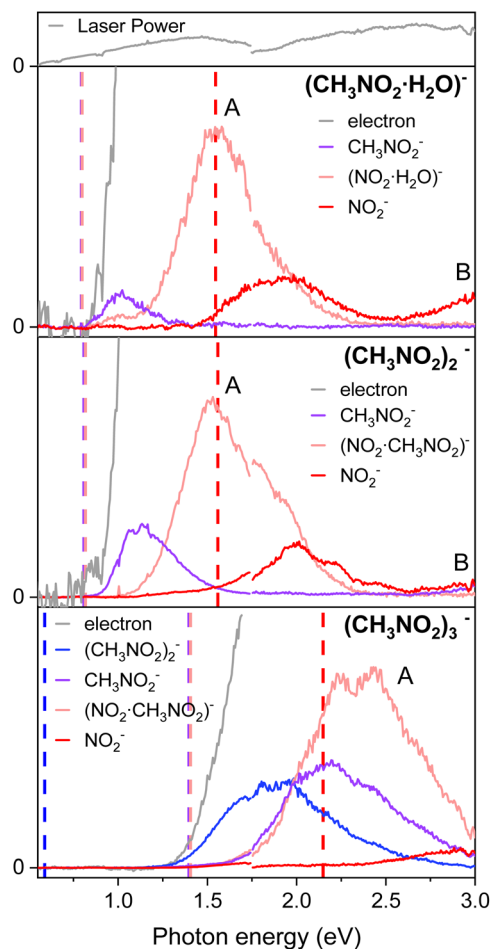 Laser Power
0
(CH₃NO₂·H₂O)⁻
A
electron
CH₃NO₂⁻
(NO₂·H₂O)⁻
NO₂⁻
B
0
(CH₃NO₂)₂⁻
A
electron
CH₃NO₂⁻
(NO₂·CH₃NO₂)⁻
NO₂⁻
B
0
(CH₃NO₂)₃⁻
electron
(CH₃NO₂)₂⁻
CH₃NO₂⁻
A
(NO₂·CH₃NO₂)⁻
NO₂⁻
0
1.0 1.5 2.0 2.5 3.0
Photon energy (eV)